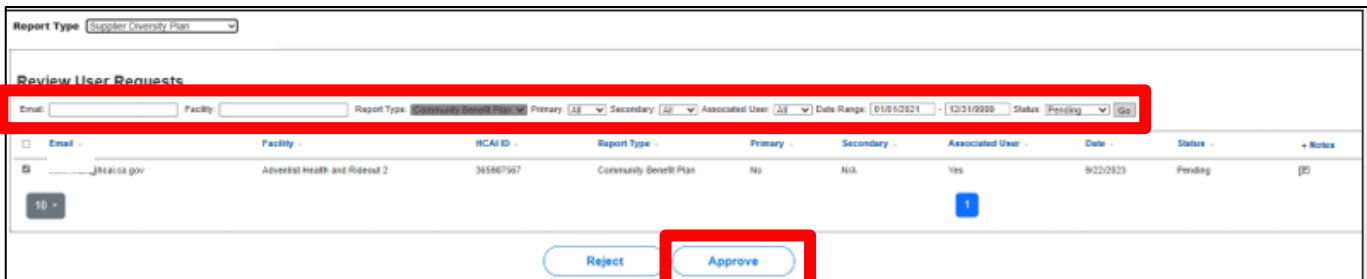 Report Type Supplier Diversity Plan
Review User Requests
Email: Facility: Report Type: Community Benefit Plan Primary: All Secondary: All Associated User: All Date Range: 01/01/2021 - 12/31/9999 Status: Pending Go
Email Facility HCAI ID Report Type Primary Secondary Associated User Date Status + Notes
hcai.ca.gov Adventist Health and Rideout 2 Community Benefit Plan No N/A Yes 9/22/2023 Pending
10 1
Reject Approve